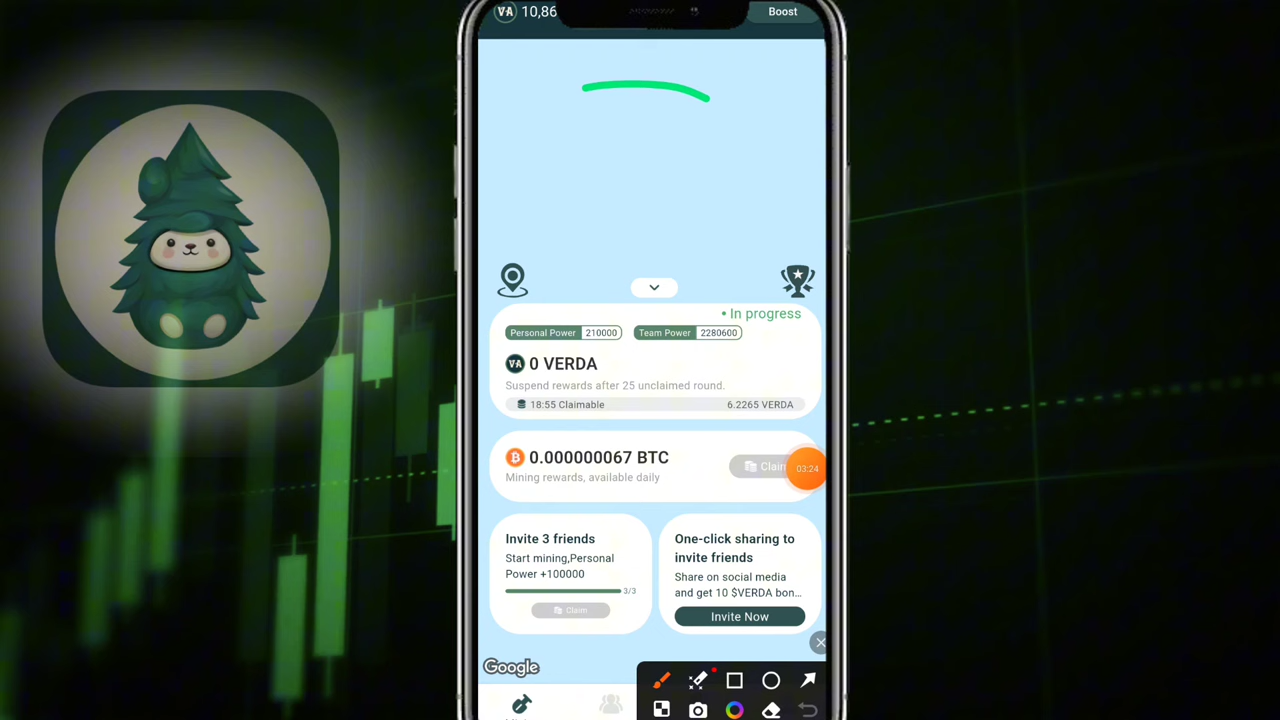 VA 10,86
Boost
• In progress
Personal Power 210000
Team Power 2280600
VA 0 VERDA
Suspend rewards after 25 unclaimed round.
18:55 Claimable
6.2265 VERDA
0.000000067 BTC
Claim
Mining rewards, available daily
03:24
Invite 3 friends
Start mining,Personal
Power +100000
3/3
Claim
One-click sharing to
invite friends
Share on social media
and get 10 $VERDA bon...
Invite Now
Google